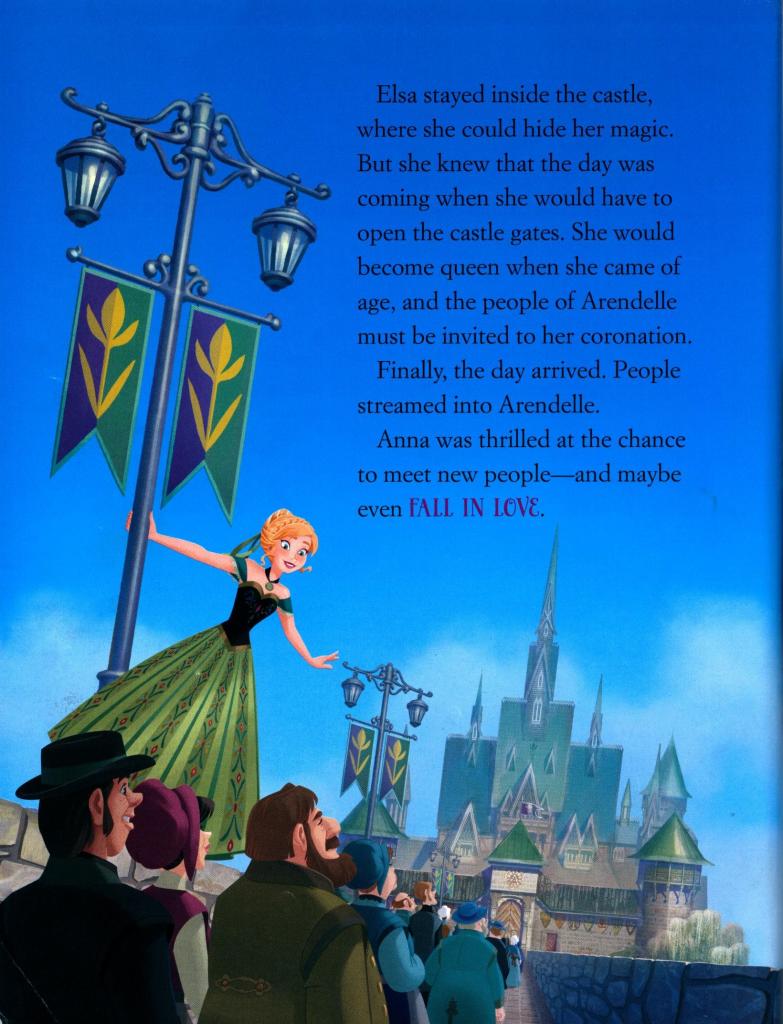 Elsa stayed inside the castle,
where she could hide her magic.
But she knew that the day was
coming when she would have to
open the castle gates. She would
become queen when she came of
age, and the people of Arendelle
must be invited to her coronation.
Finally, the day arrived. People
streamed into Arendelle.
Anna was thrilled at the chance
to meet new people—and maybe
even FALL IN LOVE.